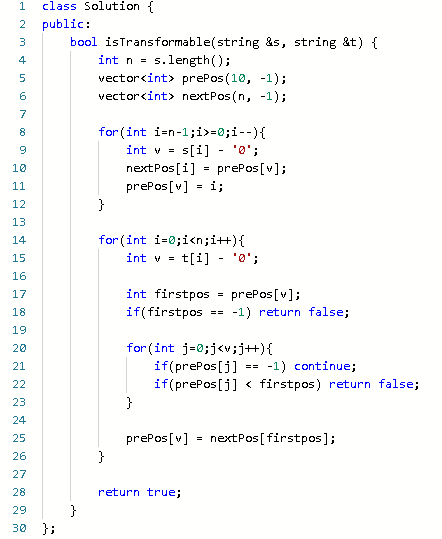 1 class Solution {
2 public:
3     bool isTransformable(string &s, string &t) {
4         int n = s.length();
5         vector<int> prePos(10, -1);
6         vector<int> nextPos(n, -1);
7
8         for(int i=n-1;i>=0;i--){
9             int v = s[i] - '0';
10             nextPos[i] = prePos[v];
11             prePos[v] = i;
12         }
13
14         for(int i=0;i<n;i++){
15             int v = t[i] - '0';
16
17             int firstpos = prePos[v];
18             if(firstpos == -1) return false;
19
20             for(int j=0;j<v;j++){
21                 if(prePos[j] == -1) continue;
22                 if(prePos[j] < firstpos) return false;
23             }
24
25             prePos[v] = nextPos[firstpos];
26         }
27
28         return true;
29     }
30 };